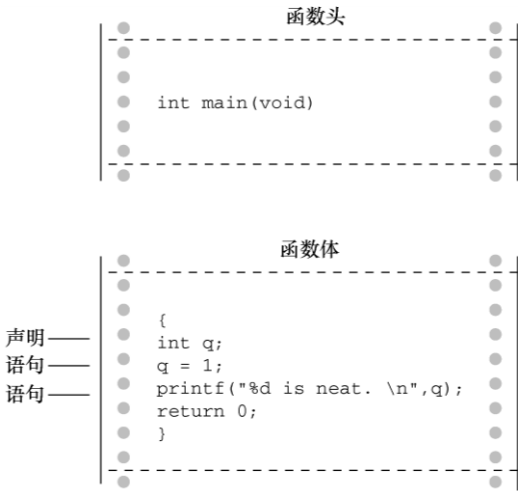 函数头
int main(void)
函数体
{
声明 int q;
语句 q = 1;
语句 printf("%d is neat. \n",q);
return 0;
}